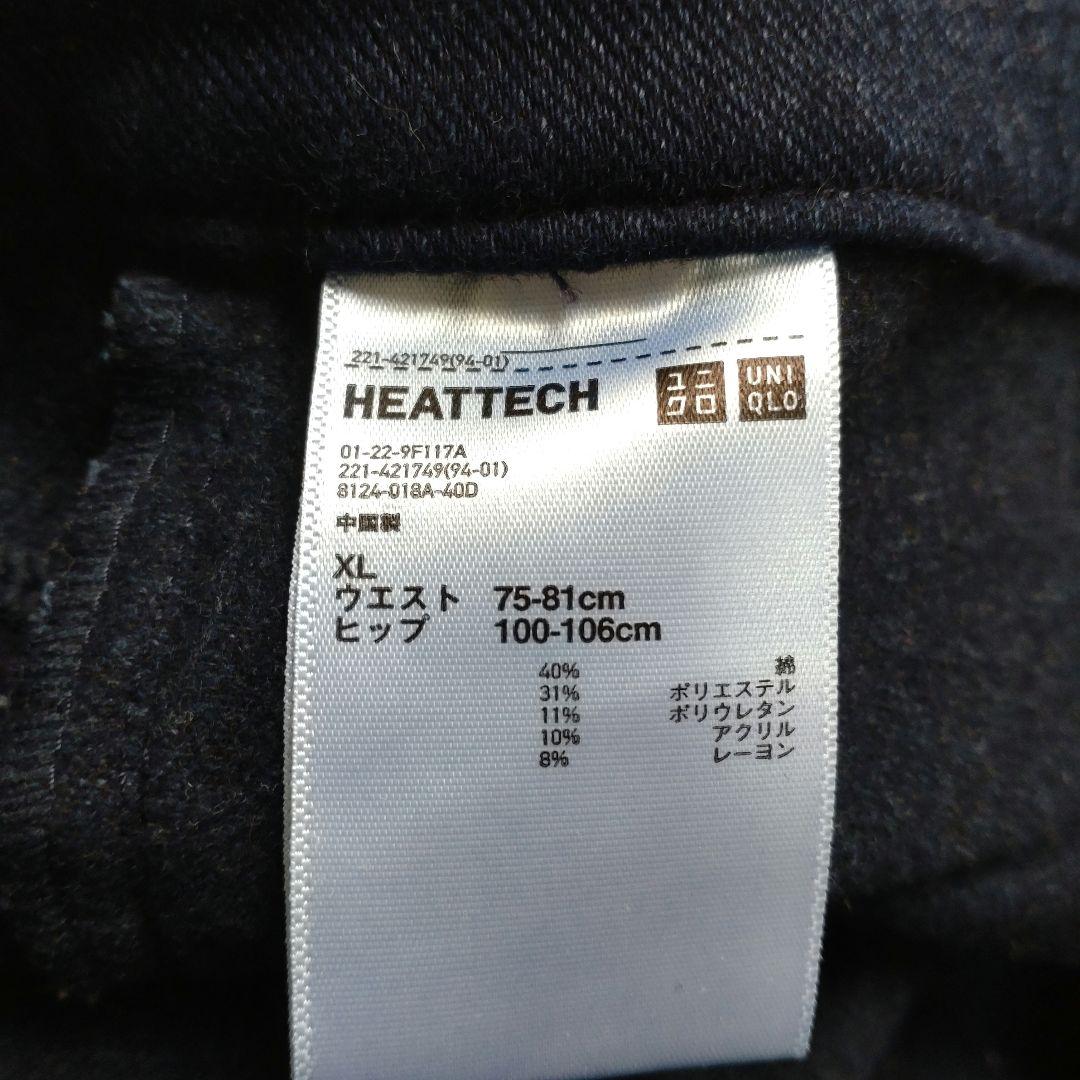 221-421749(94-01)
HEATTECH
ユニ
クロ
UNI
QLO
01-22-9F117A
221-421749(94-01)
8124-018A-40D
中国製
XL
ウエスト 75-81cm
ヒップ 100-106cm
40% 綿
31% ポリエステル
11% ポリウレタン
10% アクリル
8% レーヨン